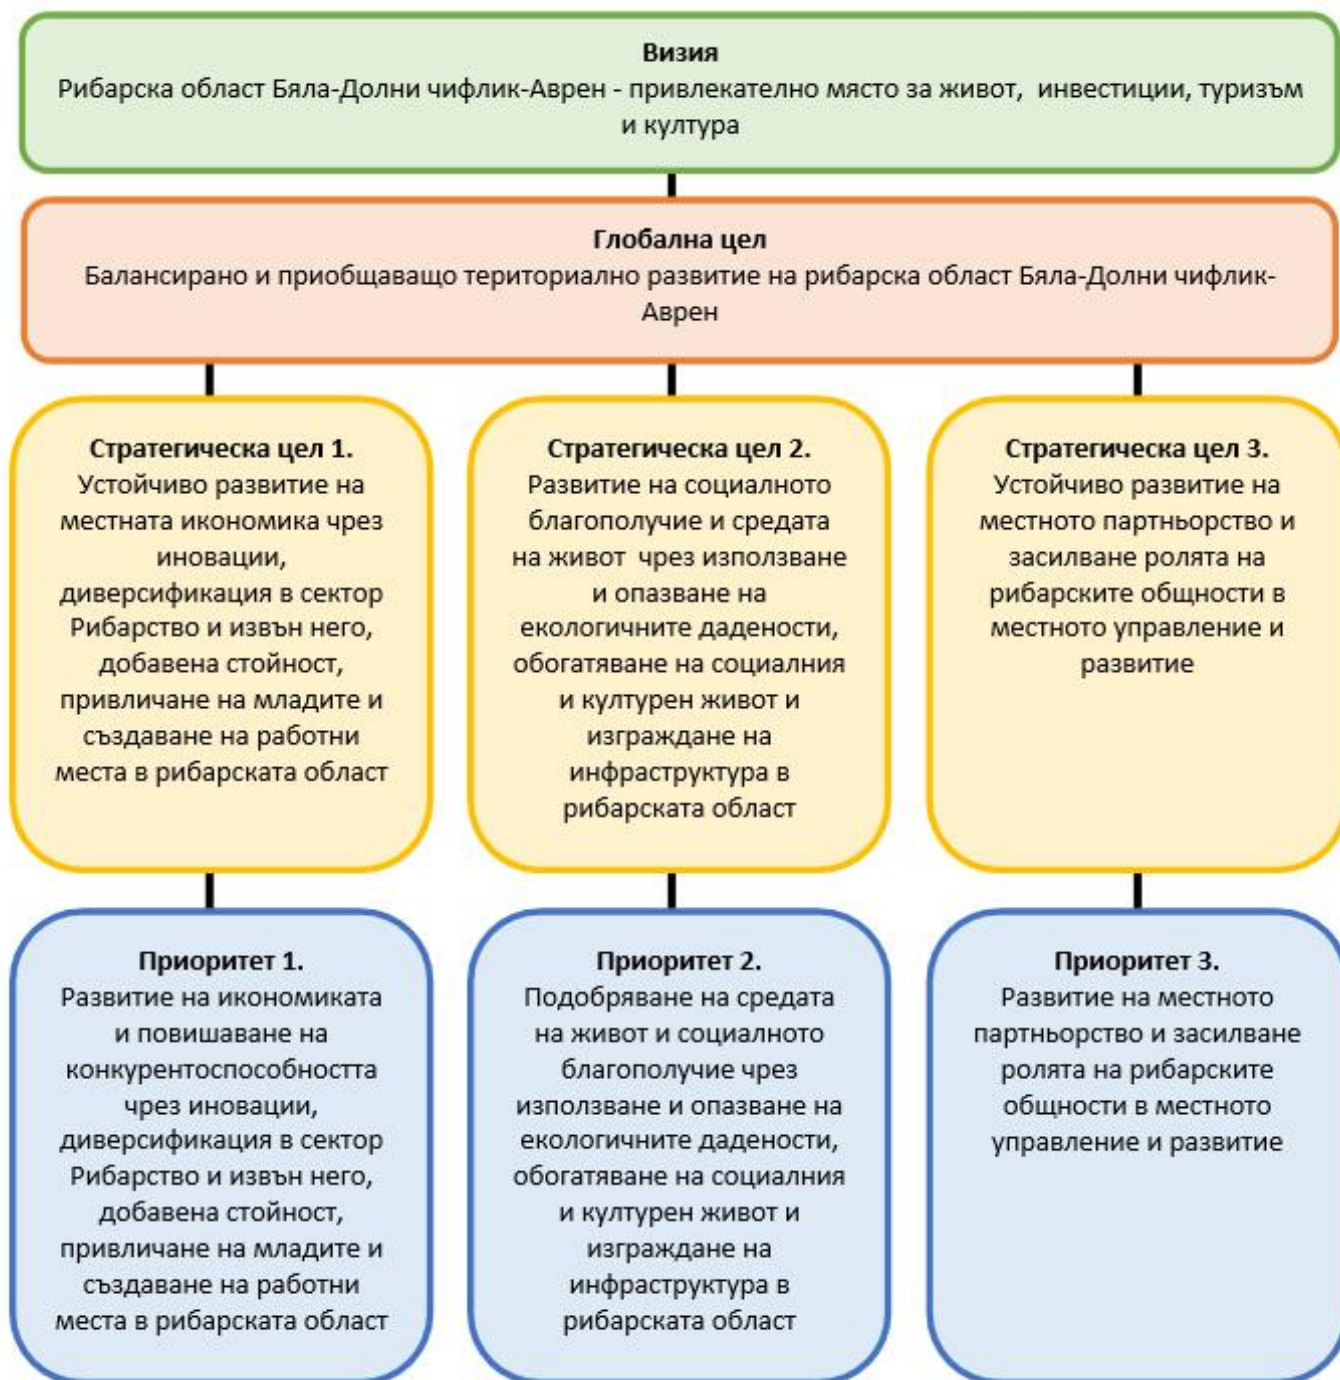 Визия
Рибарска област Бяла-Долни чифлик-Аврен - привлекателно място за живот, инвестиции, туризъм
и култура
Глобална цел
Балансирано и приобщаващо териториално развитие на рибарска област Бяла-Долни чифлик-
Аврен
Стратегическа цел 1.
Устойчиво развитие на
местната икономика чрез
иновации,
диверсификация в сектор
Рибарство и извън него,
добавена стойност,
привличане на младите и
създаване на работни
места в рибарската област
Стратегическа цел 2.
Развитие на социалното
благополучие и средата
на живот чрез използване
и опазване на
екологичните дадености,
обогатяване на социалния
и културен живот и
изграждане на
инфраструктура в
рибарската област
Стратегическа цел 3.
Устойчиво развитие на
местното партньорство и
засилване ролята на
рибарските общности в
местното управление и
развитие
Приоритет 1.
Развитие на икономиката
и повишаване на
конкурентоспособността
чрез иновации,
диверсификация в сектор
Рибарство и извън него,
добавена стойност,
привличане на младите и
създаване на работни
места в рибарската област
Приоритет 2.
Подобряване на средата
на живот и социалното
благополучие чрез
използване и опазване на
екологичните дадености,
обогатяване на социалния
и културен живот и
изграждане на
инфраструктура в
рибарската област
Приоритет 3.
Развитие на местното
партньорство и засилване
ролята на рибарските
общности в местното
управление и развитие